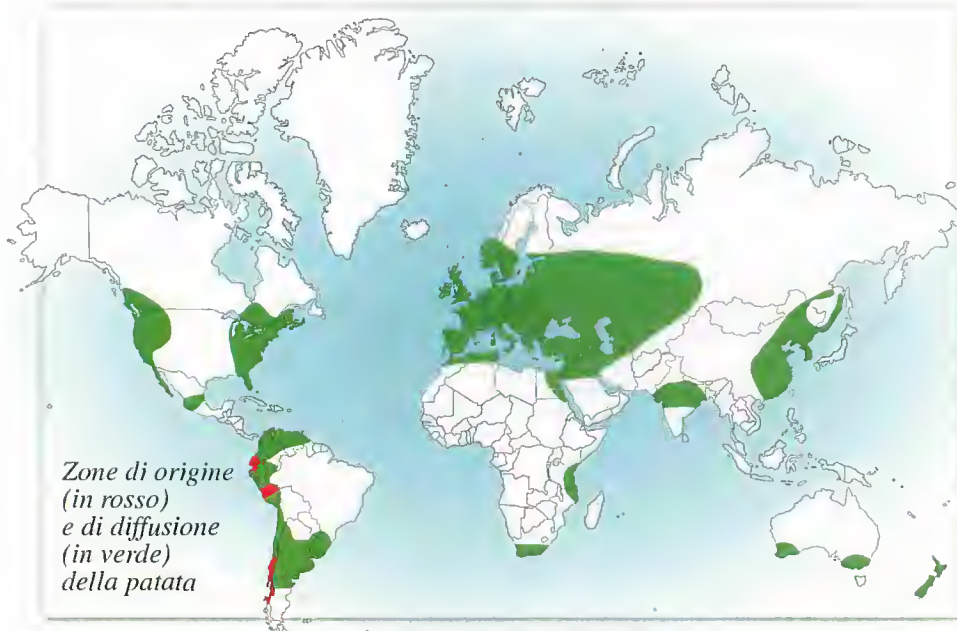 Zone di origine
(in rosso)
e di diffusione
(in verde)
della patata